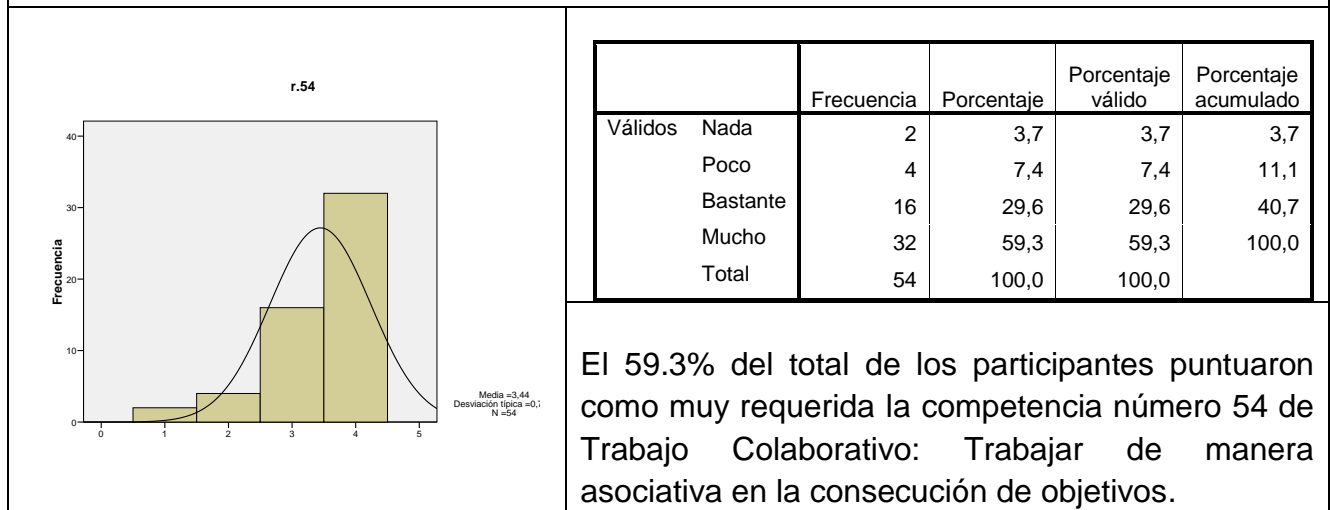 r.54
Frecuencia
40
30
20
10
0
0 1 2 3 4 5
Media =3,44
Desviación típica =0,
N =54
Frecuencia Porcentaje Porcentaje válido Porcentaje acumulado
Válidos Nada 2 3,7 3,7 3,7
Poco 4 7,4 7,4 11,1
Bastante 16 29,6 29,6 40,7
Mucho 32 59,3 59,3 100,0
Total 54 100,0 100,0
El 59.3% del total de los participantes puntuaron
como muy requerida la competencia número 54 de
Trabajo Colaborativo: Trabajar de manera
asociativa en la consecución de objetivos.